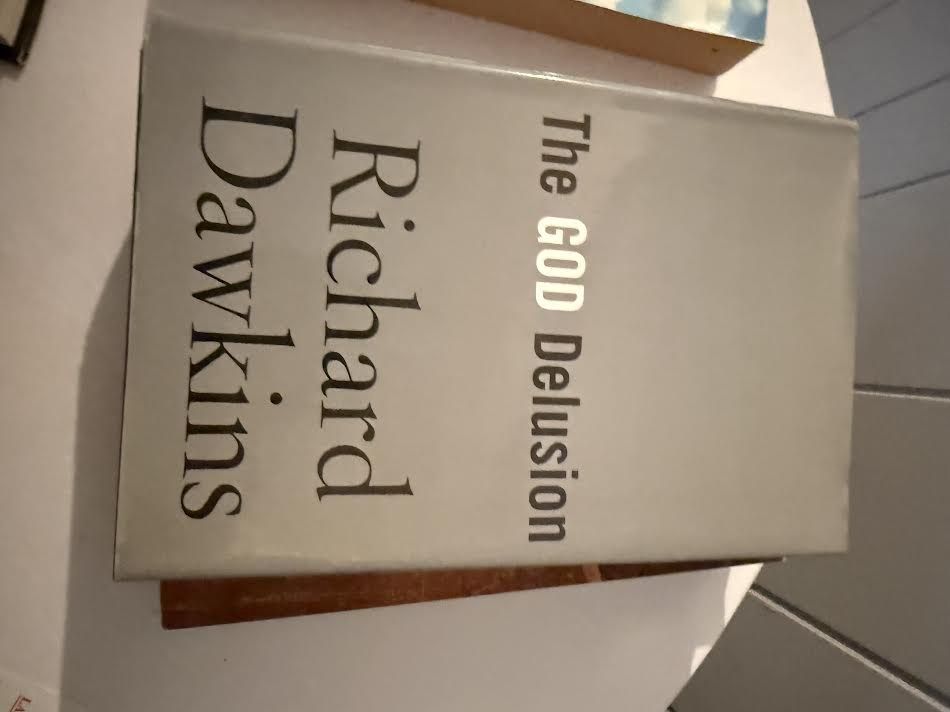 The GOD Delusion
Richard
Dawkins